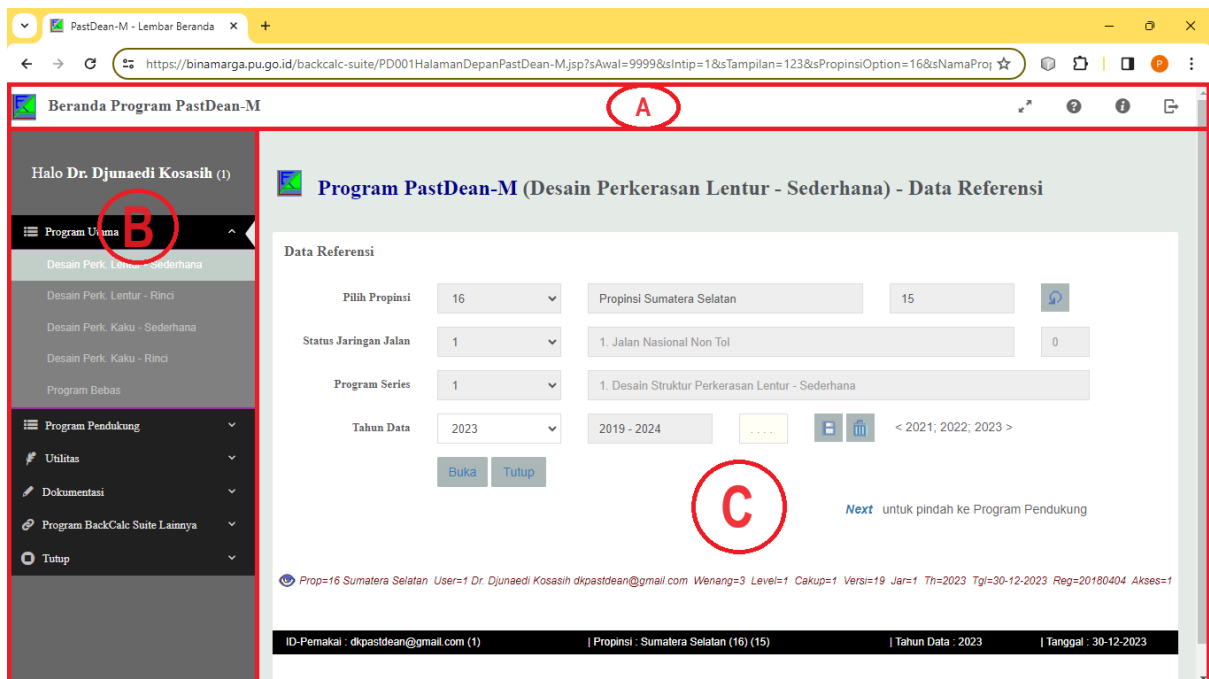 PastDean-M - Lembar Beranda
https://binamarga.pu.go.id/backcalc-suite/PD001HalamanDepanPastDean-M.jsp?sAwal=9999&sIntip=1&sTampilan=123&sPropinsiOption=16&sNamaProp
Beranda Program PastDean-M
A
Halo Dr. Djunaedi Kosasih (1)
B
Program Utama
Desain Perk. Lentur - Sederhana
Desain Perk. Lentur - Rinci
Desain Perk. Kaku - Sederhana
Desain Perk. Kaku - Rinci
Program Bebas
Program Pendukung
Utilitas
Dokumentasi
Program BackCalc Suite Lainnya
Tutup
Program PastDean-M (Desain Perkerasan Lentur - Sederhana) - Data Referensi
Data Referensi
Pilih Propinsi 16 Propinsi Sumatera Selatan 15
Status Jaringan Jalan 1 1. Jalan Nasional Non Tol 0
Program Series 1 1. Desain Struktur Perkerasan Lentur - Sederhana
Tahun Data 2023 2019 - 2024 . . . . < 2021; 2022; 2023 >
Buka Tutup
C
Next untuk pindah ke Program Pendukung
Prop=16 Sumatera Selatan User=1 Dr. Djunaedi Kosasih dkpastdean@gmail.com Wenang=3 Level=1 Cakup=1 Versi=19 Jar=1 Th=2023 Tgl=30-12-2023 Reg=20180404 Akses=1
ID-Pemakai : dkpastdean@gmail.com (1) | Propinsi : Sumatera Selatan (16) (15) | Tahun Data : 2023 | Tanggal : 30-12-2023